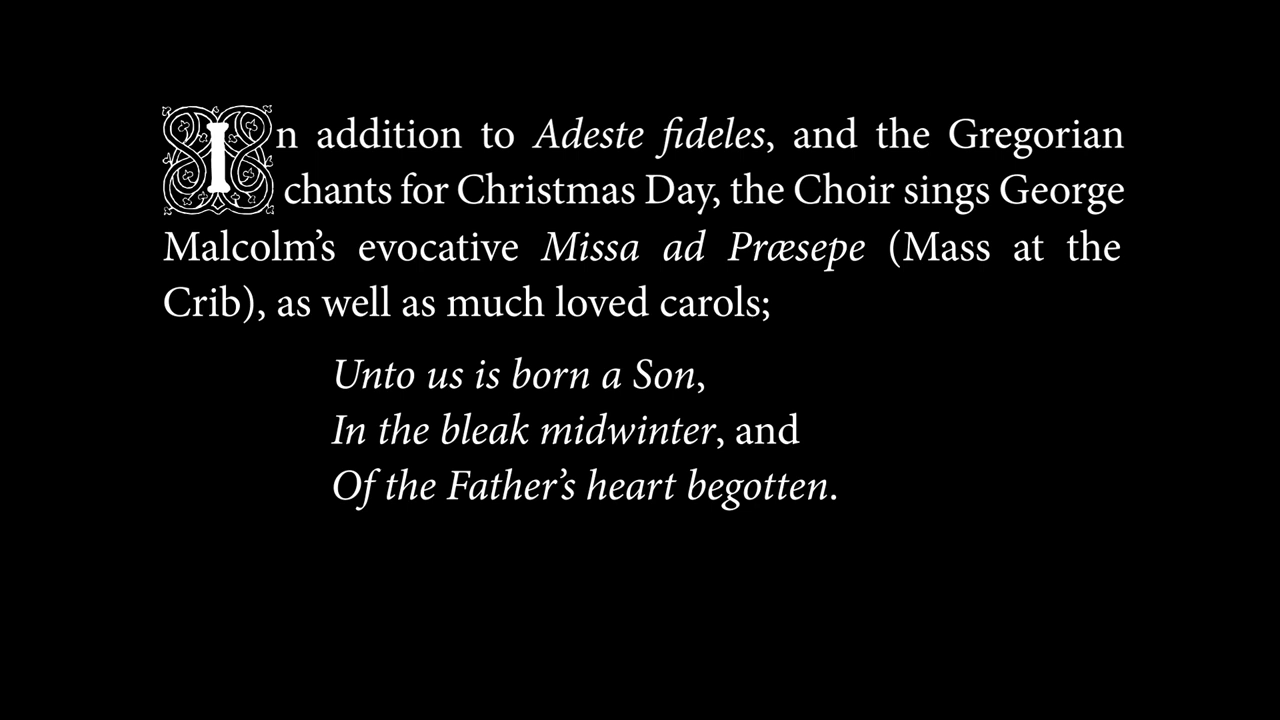 In addition to Adeste fideles, and the Gregorian
chants for Christmas Day, the Choir sings George
Malcolm’s evocative Missa ad Præsepe (Mass at the
Crib), as well as much loved carols;
Unto us is born a Son,
In the bleak midwinter, and
Of the Father’s heart begotten.